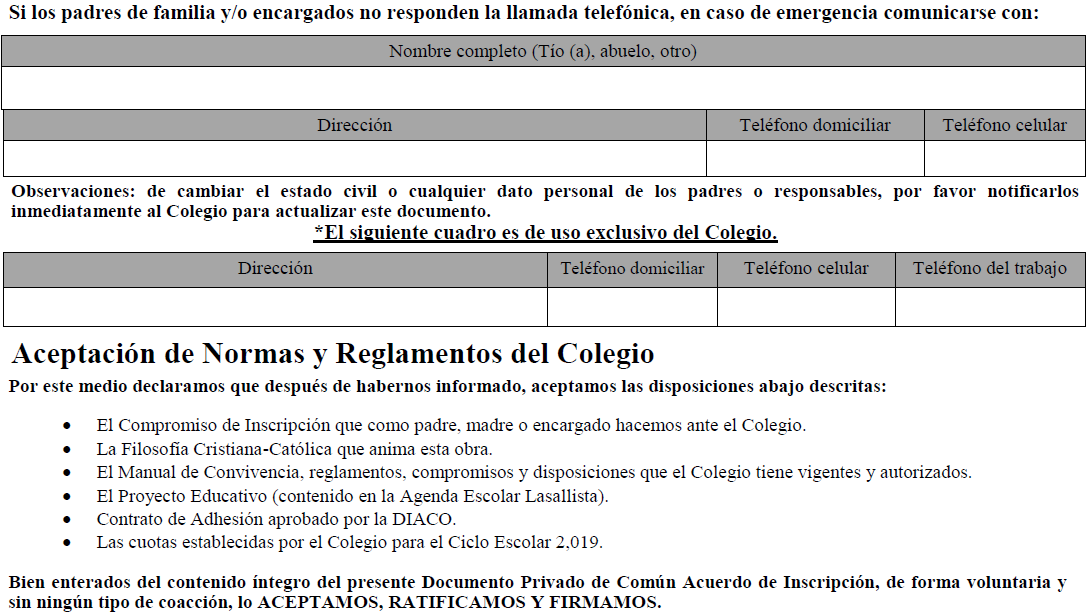 Si los padres de familia y/o encargados no responden la llamada telefónica, en caso de emergencia comunicarse con:
Nombre completo (Tío (a), abuelo, otro)
Dirección Teléfono domiciliar Teléfono celular
Observaciones: de cambiar el estado civil o cualquier dato personal de los padres o responsables, por favor notificarlos
inmediatamente al Colegio para actualizar este documento.
*El siguiente cuadro es de uso exclusivo del Colegio.
Dirección Teléfono domiciliar Teléfono celular Teléfono del trabajo
Aceptación de Normas y Reglamentos del Colegio
Por este medio declaramos que después de habernos informado, aceptamos las disposiciones abajo descritas:
• El Compromiso de Inscripción que como padre, madre o encargado hacemos ante el Colegio.
• La Filosofía Cristiana-Católica que anima esta obra.
• El Manual de Convivencia, reglamentos, compromisos y disposiciones que el Colegio tiene vigentes y autorizados.
• El Proyecto Educativo (contenido en la Agenda Escolar Lasallista).
• Contrato de Adhesión aprobado por la DIACO.
• Las cuotas establecidas por el Colegio para el Ciclo Escolar 2,019.
Bien enterados del contenido íntegro del presente Documento Privado de Común Acuerdo de Inscripción, de forma voluntaria y
sin ningún tipo de coacción, lo ACEPTAMOS, RATIFICAMOS Y FIRMAMOS.